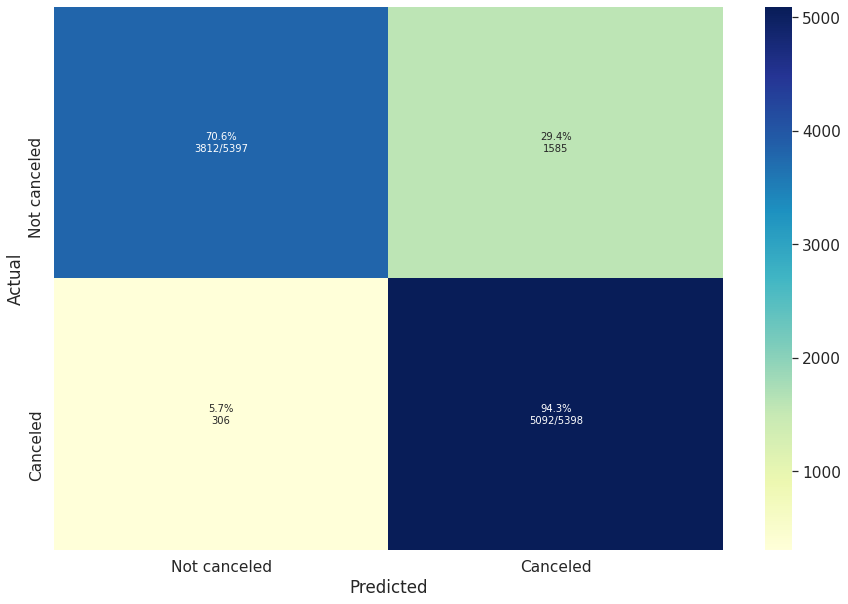 70.6%
3812/5397
29.4%
1585
5.7%
306
94.3%
5092/5398
Actual
Not canceled
Canceled
Not canceled
Canceled
Predicted
5000
4000
3000
2000
1000